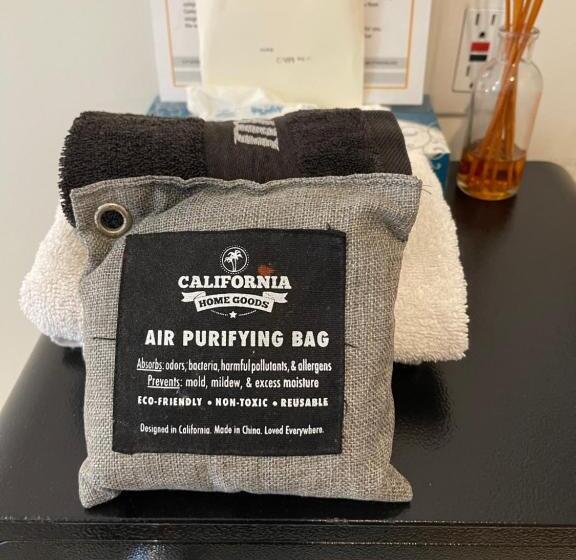 CALIFORNIA
HOME GOODS
AIR PURIFYING BAG
Absorbs: odors, bacteria, harmful pollutants, & allergens
Prevents: mold, mildew, & excess moisture
ECO-FRIENDLY • NON-TOXIC • REUSABLE
Designed in California. Made in China. Loved Everywhere.